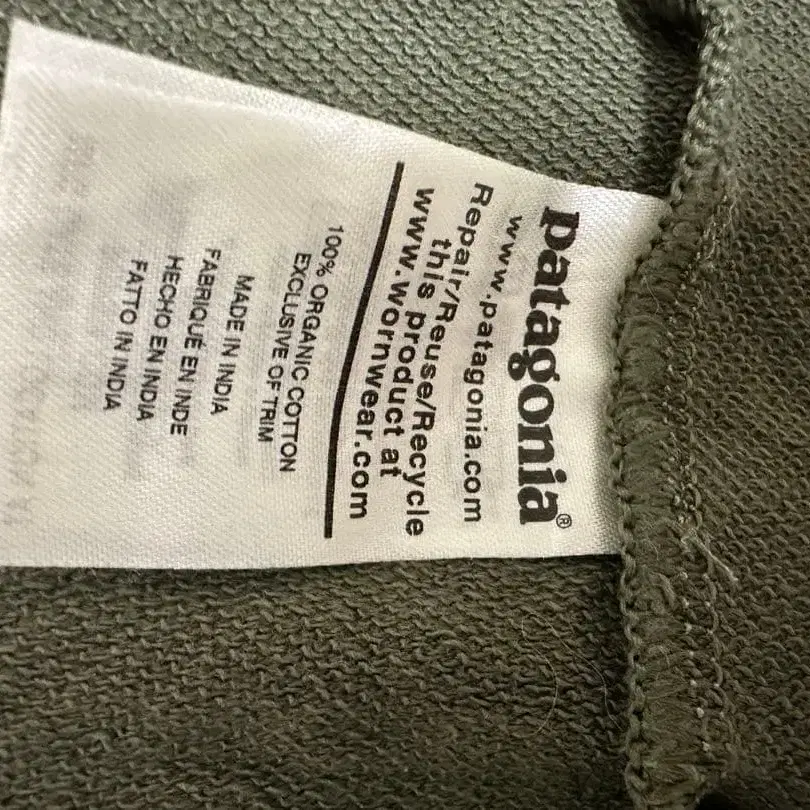 patagonia®
www.patagonia.com
Repair/Reuse/Recycle
this product at
www.wornwear.com
100% ORGANIC COTTON
EXCLUSIVE OF TRIM
MADE IN INDIA
FABRIQUÉ EN INDE
HECHO EN INDIA
FATTO IN INDIA